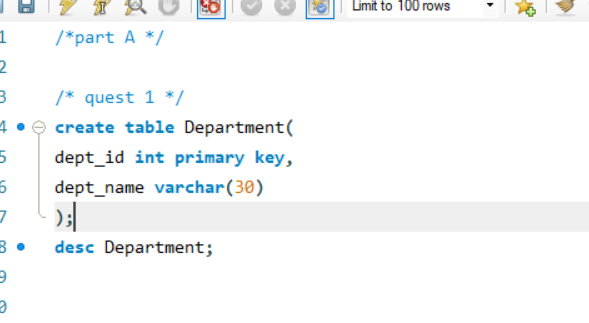 Limit to 100 rows
1 /*part A */
2
3 /* quest 1 */
4 create table Department(
5 dept_id int primary key,
6 dept_name varchar(30)
7 );
8 desc Department;
9
0